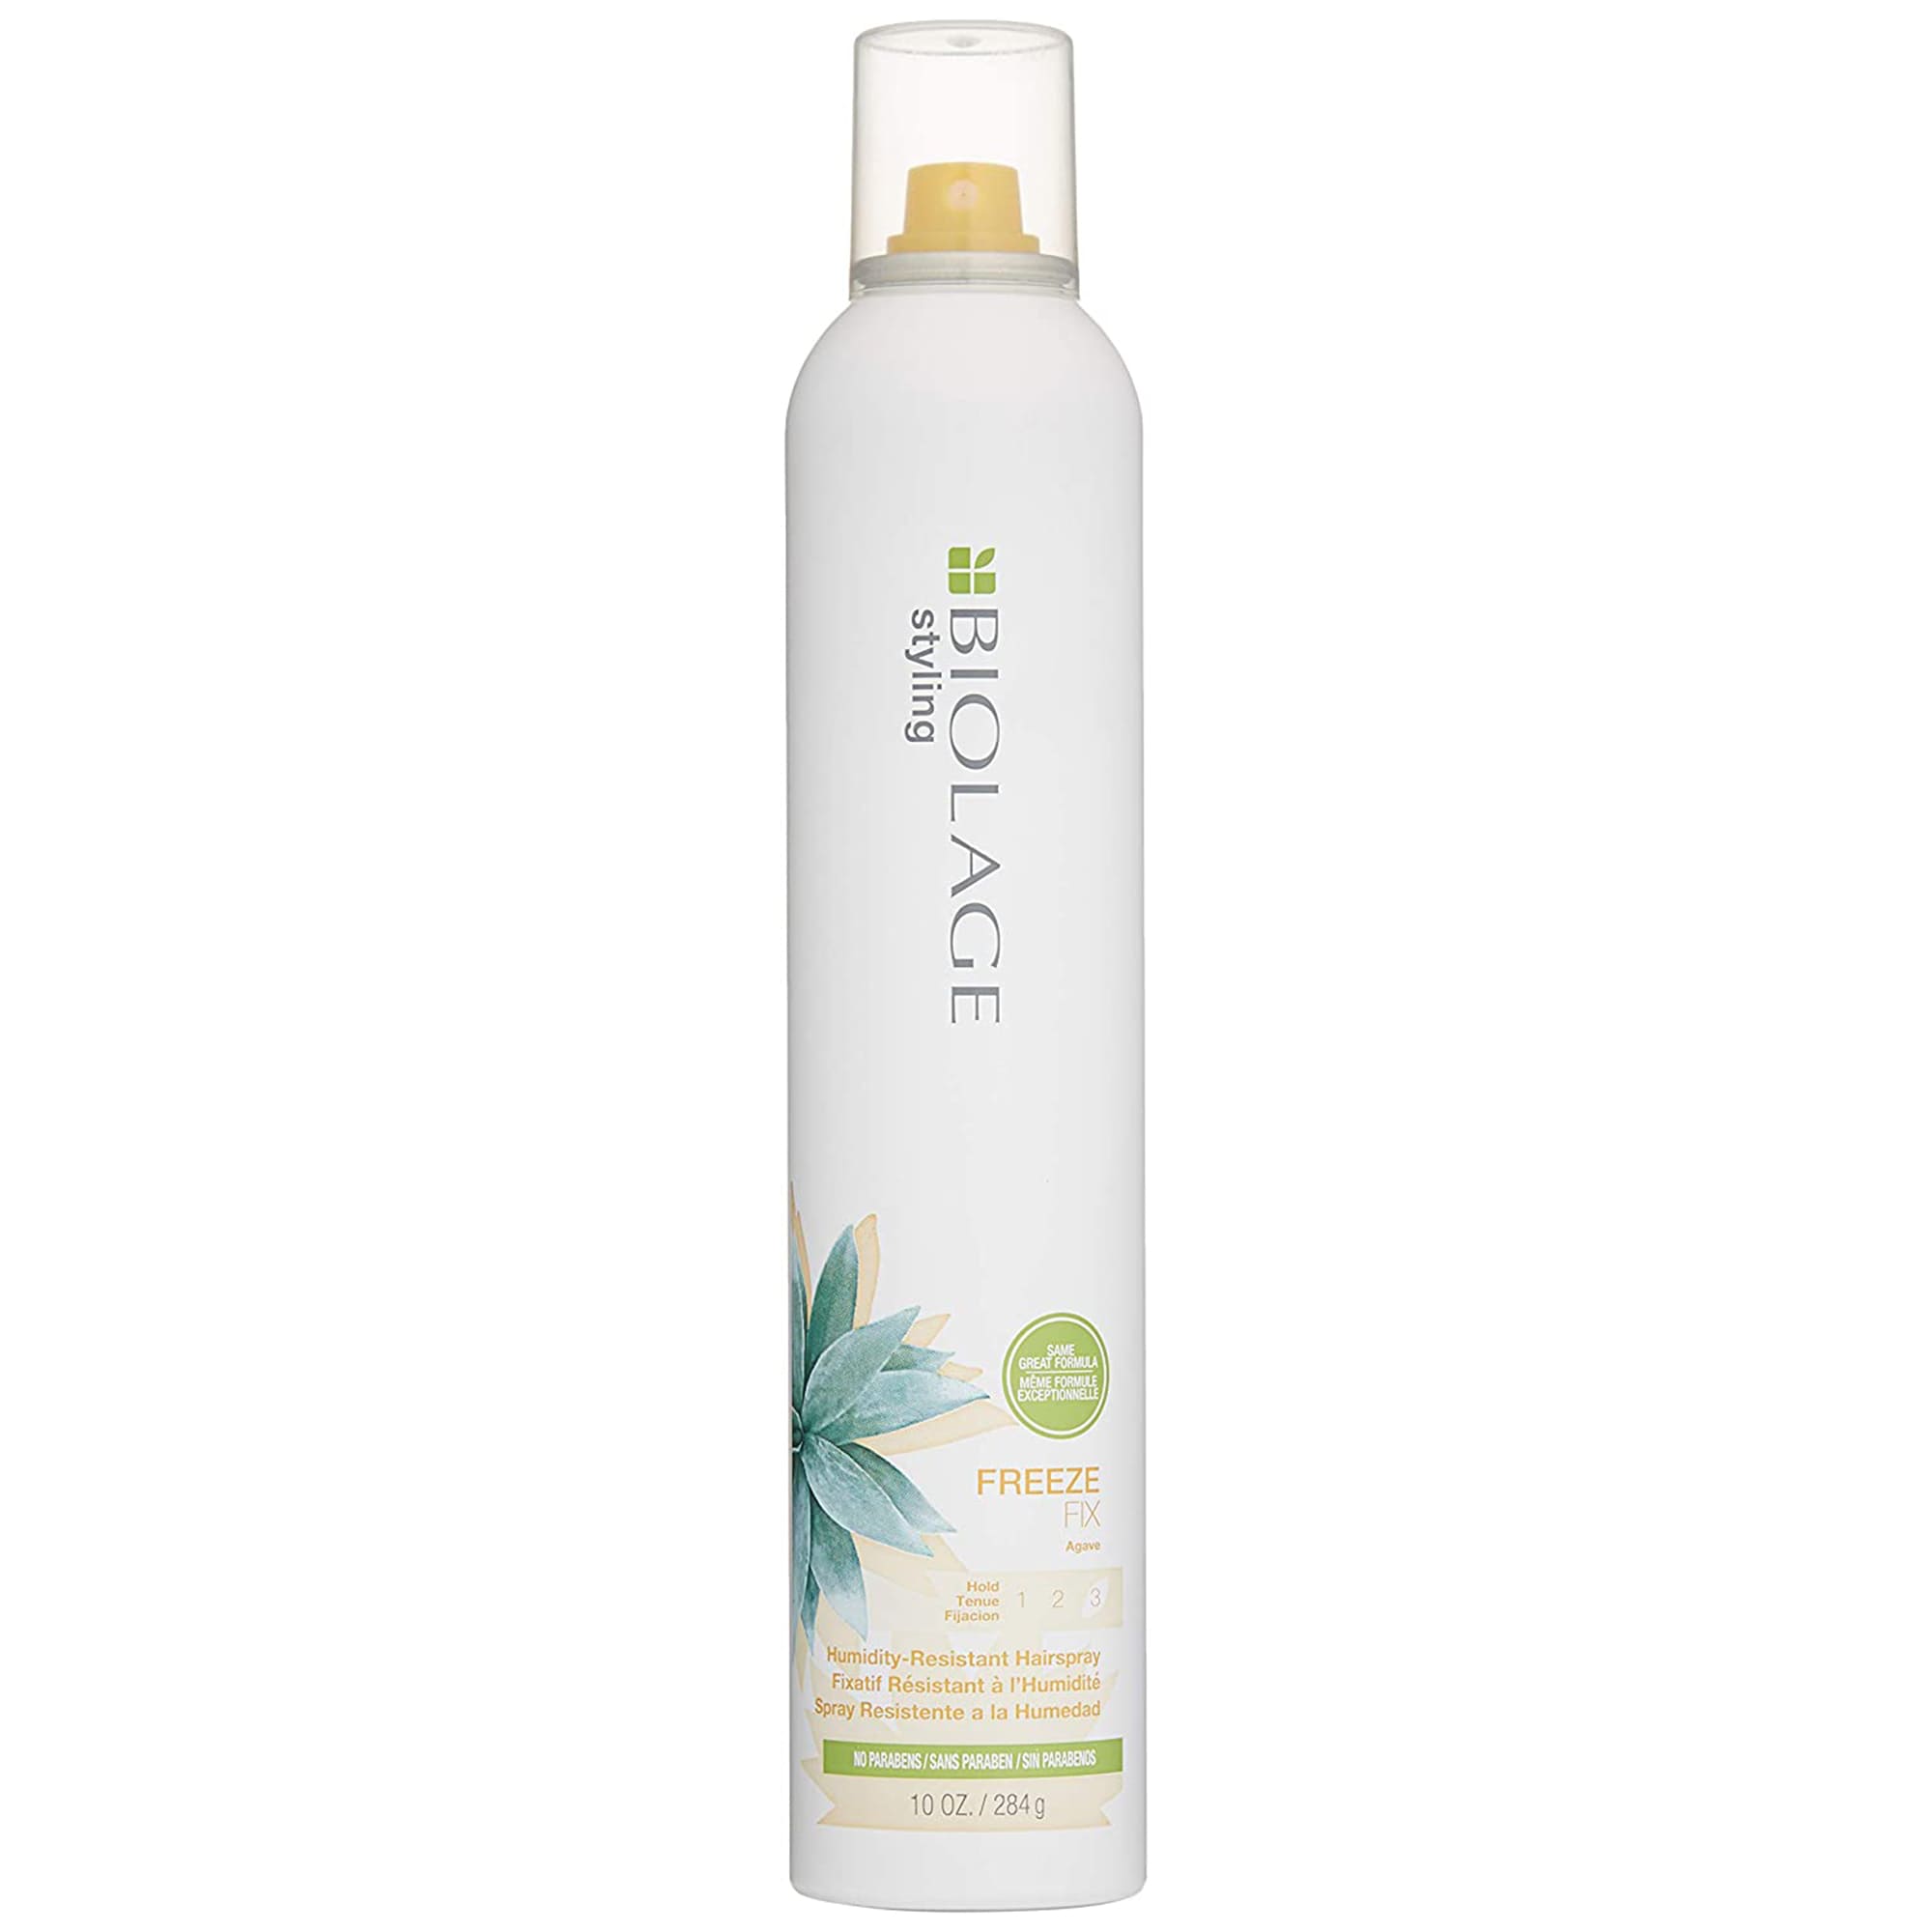 BIOLAGE
styling
SAME
GREAT FORMULA
MÊME FORMULE
EXCEPTIONNELLE
FREEZE
FIX
Agave
Hold
Tenue
Fijacion
1 2 3
Humidity-Resistant Hairspray
Fixatif Résistant à l'Humidité
Spray Resistente a la Humedad
NO PARABENS / SANS PARABEN / SIN PARABENOS
10 OZ. / 284 g